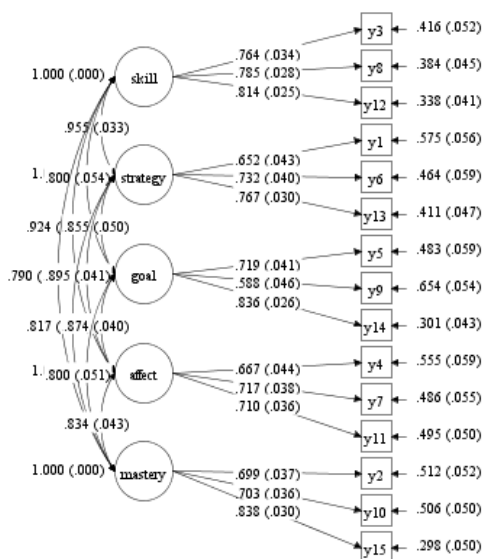 y3 .416 (.052)
.764 (.034)
1.000 (.000) skill .785 (.028) y8 .384 (.045)
.814 (.025)
y12 .338 (.041)
.955 (.033)
y1 .575 (.056)
.652 (.043)
1. .800 (.054) strategy .732 (.040) y6 .464 (.059)
.767 (.030)
y13 .411 (.047)
.924 (.855 (.050)
y5 .483 (.059)
.719 (.041)
.790 (.895 (.041) goal .588 (.046) y9 .654 (.054)
.836 (.026)
y14 .301 (.043)
.817 (.874 (.040)
y4 .555 (.059)
.667 (.044)
1. .800 (.051) affect .717 (.038) y7 .486 (.055)
.710 (.036)
y11 .495 (.050)
.834 (.043)
y2 .512 (.052)
.699 (.037)
1.000 (.000) mastery .703 (.036) y10 .506 (.050)
.838 (.030)
y15 .298 (.050)